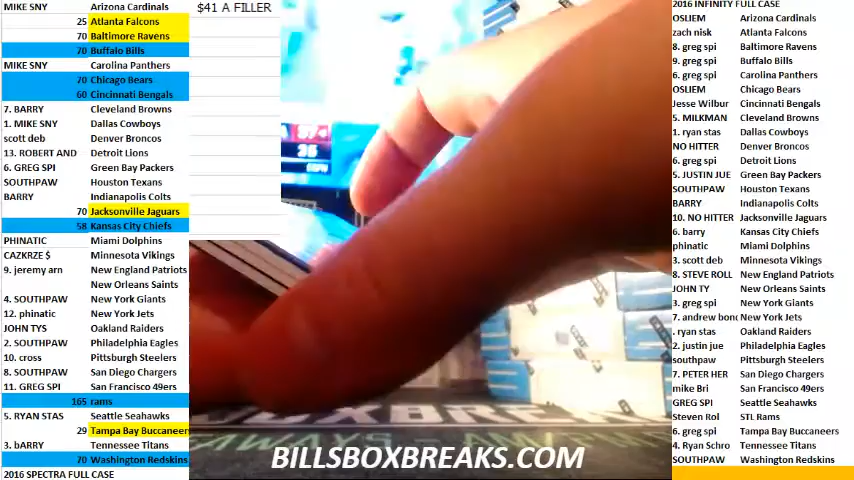 MIKE SNY Arizona Cardinals
25 Atlanta Falcons
70 Baltimore Ravens
70 Buffalo Bills
MIKE SNY Carolina Panthers
70 Chicago Bears
60 Cincinnati Bengals
7. BARRY Cleveland Browns
1. MIKE SNY Dallas Cowboys
scott deb Denver Broncos
13. ROBERT AND Detroit Lions
6. GREG SPI Green Bay Packers
SOUTHPAW Houston Texans
BARRY Indianapolis Colts
70 Jacksonville Jaguars
58 Kansas City Chiefs
PHINATIC Miami Dolphins
CAZKRZE $ Minnesota Vikings
9. jeremy arn New England Patriots
New Orleans Saints
4. SOUTHPAW New York Giants
12. phinatic New York Jets
JOHN TYS Oakland Raiders
2. SOUTHPAW Philadelphia Eagles
10. cross Pittsburgh Steelers
8. SOUTHPAW San Diego Chargers
11. GREG SPI San Francisco 49ers
165 rams
5. RYAN STAS Seattle Seahawks
29 Tampa Bay Buccaneers
3. bARRY Tennessee Titans
70 Washington Redskins
2016 SPECTRA FULL CASE
$41 A FILLER
BILLSBOXBREAKS.COM
2016 INFINITY FULL CASE
OSLIEM Arizona Cardinals
zach nisk Atlanta Falcons
8. greg spi Baltimore Ravens
9. greg spi Buffalo Bills
6. greg spi Carolina Panthers
OSLIEM Chicago Bears
Jesse Wilbur Cincinnati Bengals
5. MILKMAN Cleveland Browns
1. ryan stas Dallas Cowboys
NO HITTER Denver Broncos
6. greg spi Detroit Lions
5. JUSTIN JUE Green Bay Packers
SOUTHPAW Houston Texans
BARRY Indianapolis Colts
10. NO HITTER Jacksonville Jaguars
6. barry Kansas City Chiefs
phinatic Miami Dolphins
3. scott deb Minnesota Vikings
8. STEVE ROLL New England Patriots
JOHN TY New Orleans Saints
3. greg spi New York Giants
7. andrew bond New York Jets
. ryan stas Oakland Raiders
2. justin jue Philadelphia Eagles
southpaw Pittsburgh Steelers
7. PETER HER San Diego Chargers
mike Bri San Francisco 49ers
GREG SPI Seattle Seahawks
Steven Rol STL Rams
6. greg spi Tampa Bay Buccaneers
4. Ryan Schro Tennessee Titans
SOUTHPAW Washington Redskins